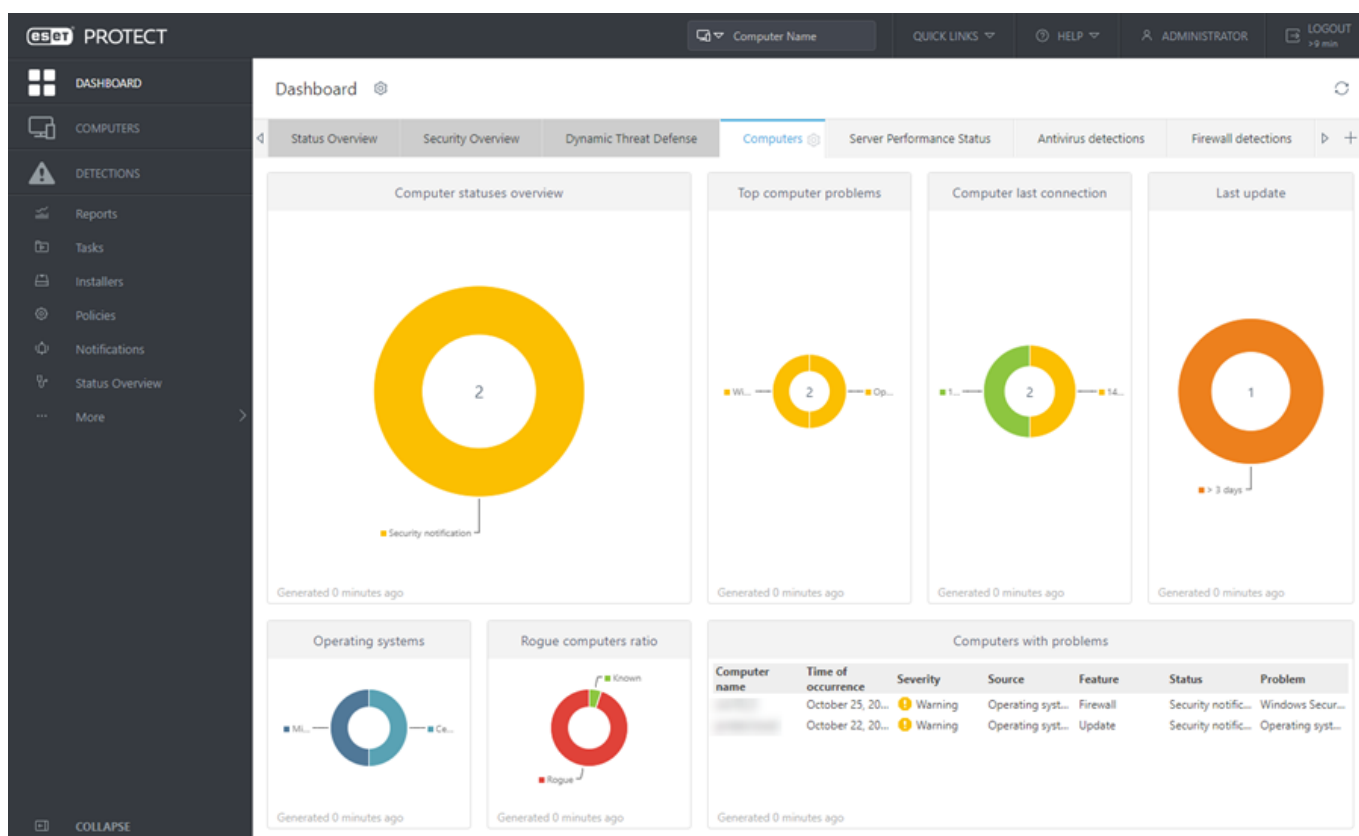 eset PROTECT
Computer Name
QUICK LINKS
HELP
ADMINISTRATOR
LOGOUT
>9 min
DASHBOARD
COMPUTERS
DETECTIONS
Reports
Tasks
Installers
Policies
Notifications
Status Overview
... More
COLLAPSE
Dashboard
Status Overview
Security Overview
Dynamic Threat Defense
Computers
Server Performance Status
Antivirus detections
Firewall detections
Computer statuses overview
2
Security notification
Generated 0 minutes ago
Top computer problems
Wi...
2
Op...
Generated 0 minutes ago
Computer last connection
1...
2
14...
Generated 0 minutes ago
Last update
1
> 3 days
Generated 0 minutes ago
Operating systems
Mi...
Ce...
Generated 0 minutes ago
Rogue computers ratio
Known
Rogue
Generated 0 minutes ago
Computers with problems
Computer name Time of occurrence Severity Source Feature Status Problem
October 25, 20... Warning Operating syst... Firewall Security notific... Windows Secur...
October 22, 20... Warning Operating syst... Update Security notific... Operating syst...
Generated 0 minutes ago